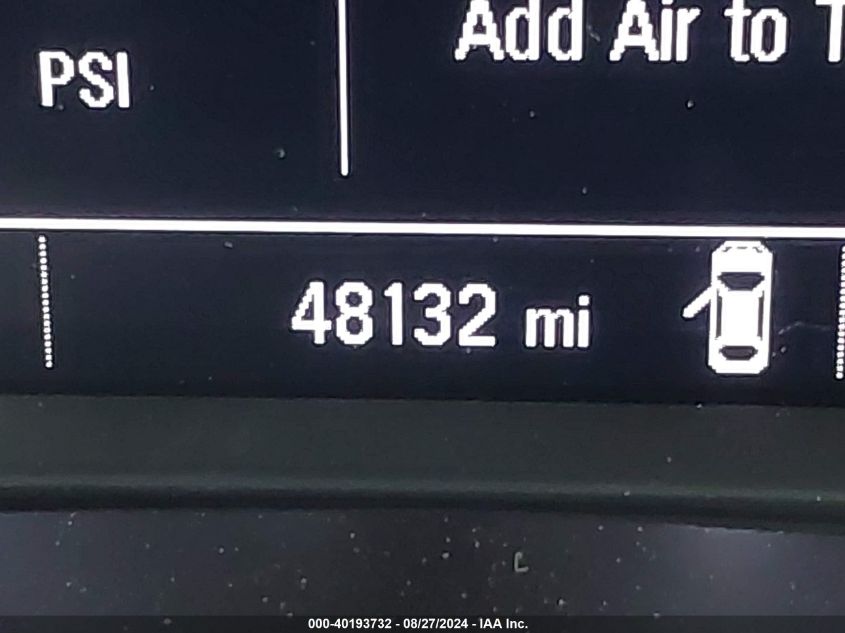 PSI
Add Air to
48132 mi
000-40193732 - 08/27/2024 - IAA Inc.